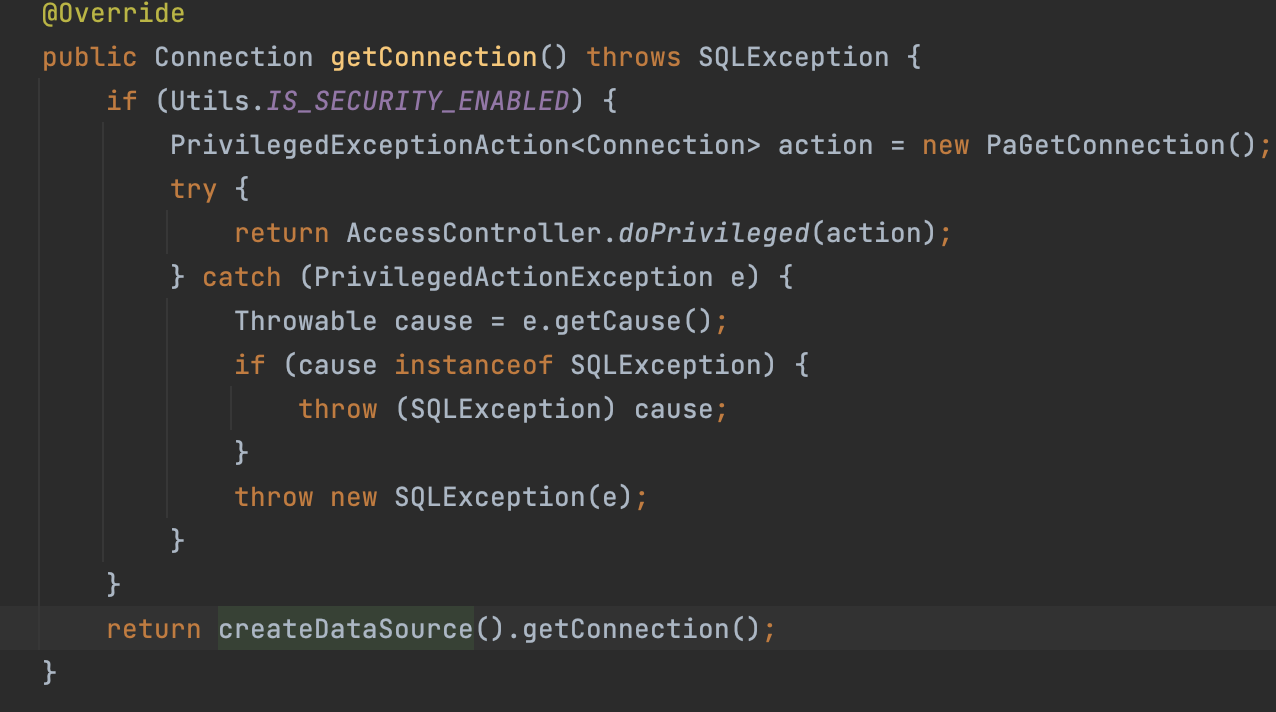 @Override
public Connection getConnection() throws SQLException {
    if (Utils.IS_SECURITY_ENABLED) {
        PrivilegedExceptionAction<Connection> action = new PaGetConnection();
        try {
            return AccessController.doPrivileged(action);
        } catch (PrivilegedActionException e) {
            Throwable cause = e.getCause();
            if (cause instanceof SQLException) {
                throw (SQLException) cause;
            }
            throw new SQLException(e);
        }
    }
    return createDataSource().getConnection();
}